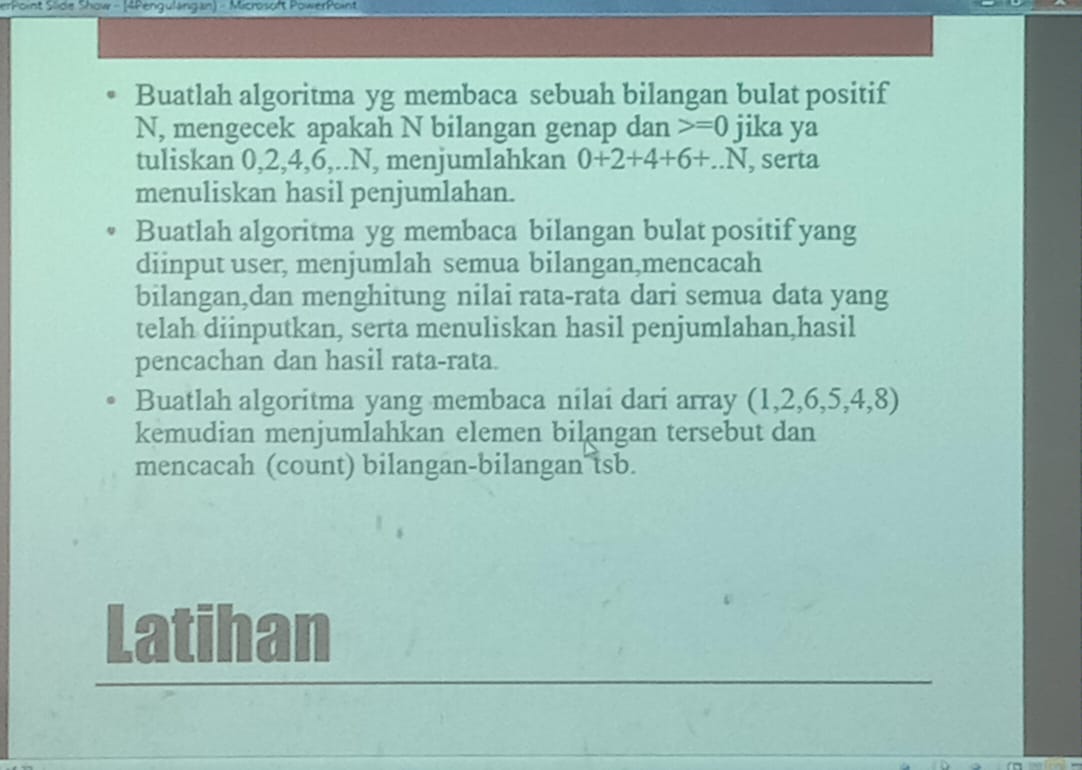 erPoint Slide Show - [4Pengulangan] - Microsoft PowerPoint
• Buatlah algoritma yg membaca sebuah bilangan bulat positif
N, mengecek apakah N bilangan genap dan >=0 jika ya
tuliskan 0,2,4,6,..N, menjumlahkan 0+2+4+6+..N, serta
menuliskan hasil penjumlahan.
• Buatlah algoritma yg membaca bilangan bulat positif yang
diinput user, menjumlah semua bilangan,mencacah
bilangan,dan menghitung nilai rata-rata dari semua data yang
telah diinputkan, serta menuliskan hasil penjumlahan,hasil
pencachan dan hasil rata-rata.
• Buatlah algoritma yang membaca nilai dari array (1,2,6,5,4,8)
kemudian menjumlahkan elemen bilangan tersebut dan
mencacah (count) bilangan-bilangan tsb.
Latihan